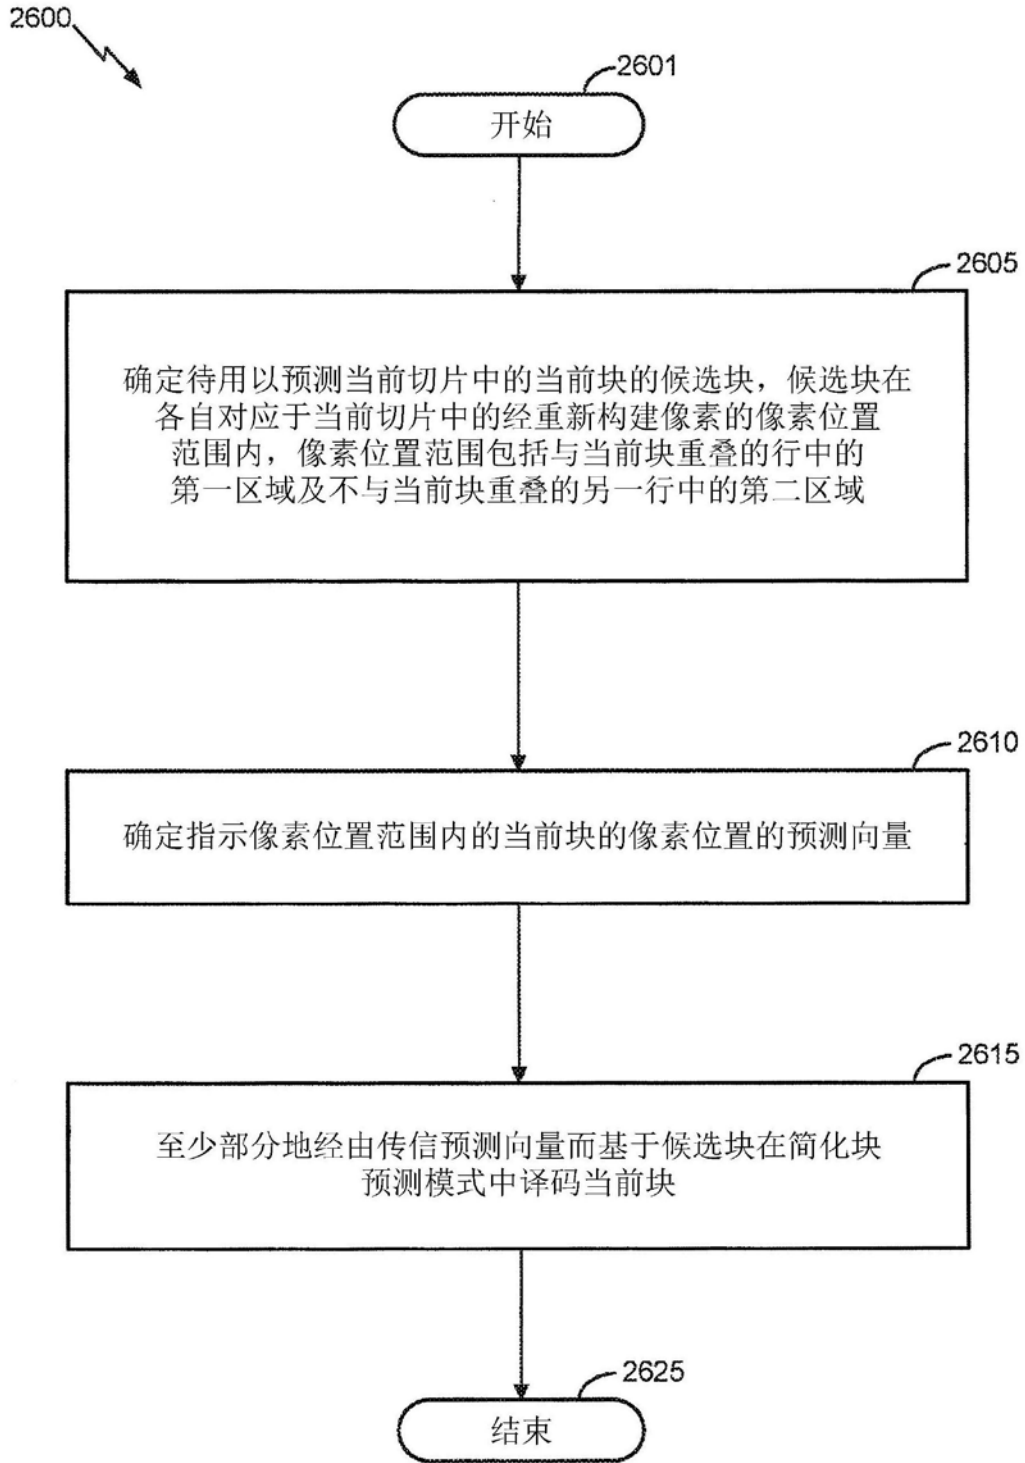 2600
2601
开始
2605
确定待用以预测当前切片中的当前块的候选块，候选块在
各自对应于当前切片中的经重新构建像素的像素位置
范围内，像素位置范围包括与当前块重叠的行中的
第一区域及不与当前块重叠的另一行中的第二区域
2610
确定指示像素位置范围内的当前块的像素位置的预测向量
2615
至少部分地经由传信预测向量而基于候选块在简化块
预测模式中译码当前块
2625
结束